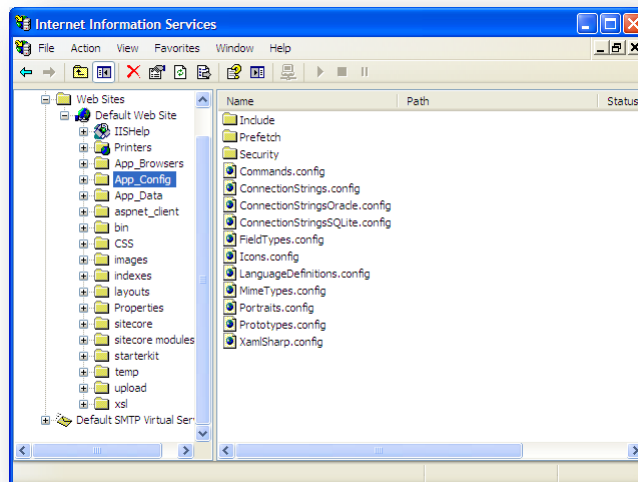 Internet Information Services
File Action View Favorites Window Help
Web Sites
Default Web Site
IISHelp
Printers
App_Browsers
App_Config
App_Data
aspnet_client
bin
CSS
images
indexes
layouts
Properties
sitecore
sitecore modules
starterkit
temp
upload
xsl
Default SMTP Virtual Ser
Name Path Status
Include
Prefetch
Security
Commands.config
ConnectionStrings.config
ConnectionStringsOracle.config
ConnectionStringsSQLite.config
FieldTypes.config
Icons.config
LanguageDefinitions.config
MimeTypes.config
Portraits.config
Prototypes.config
XamlSharp.config